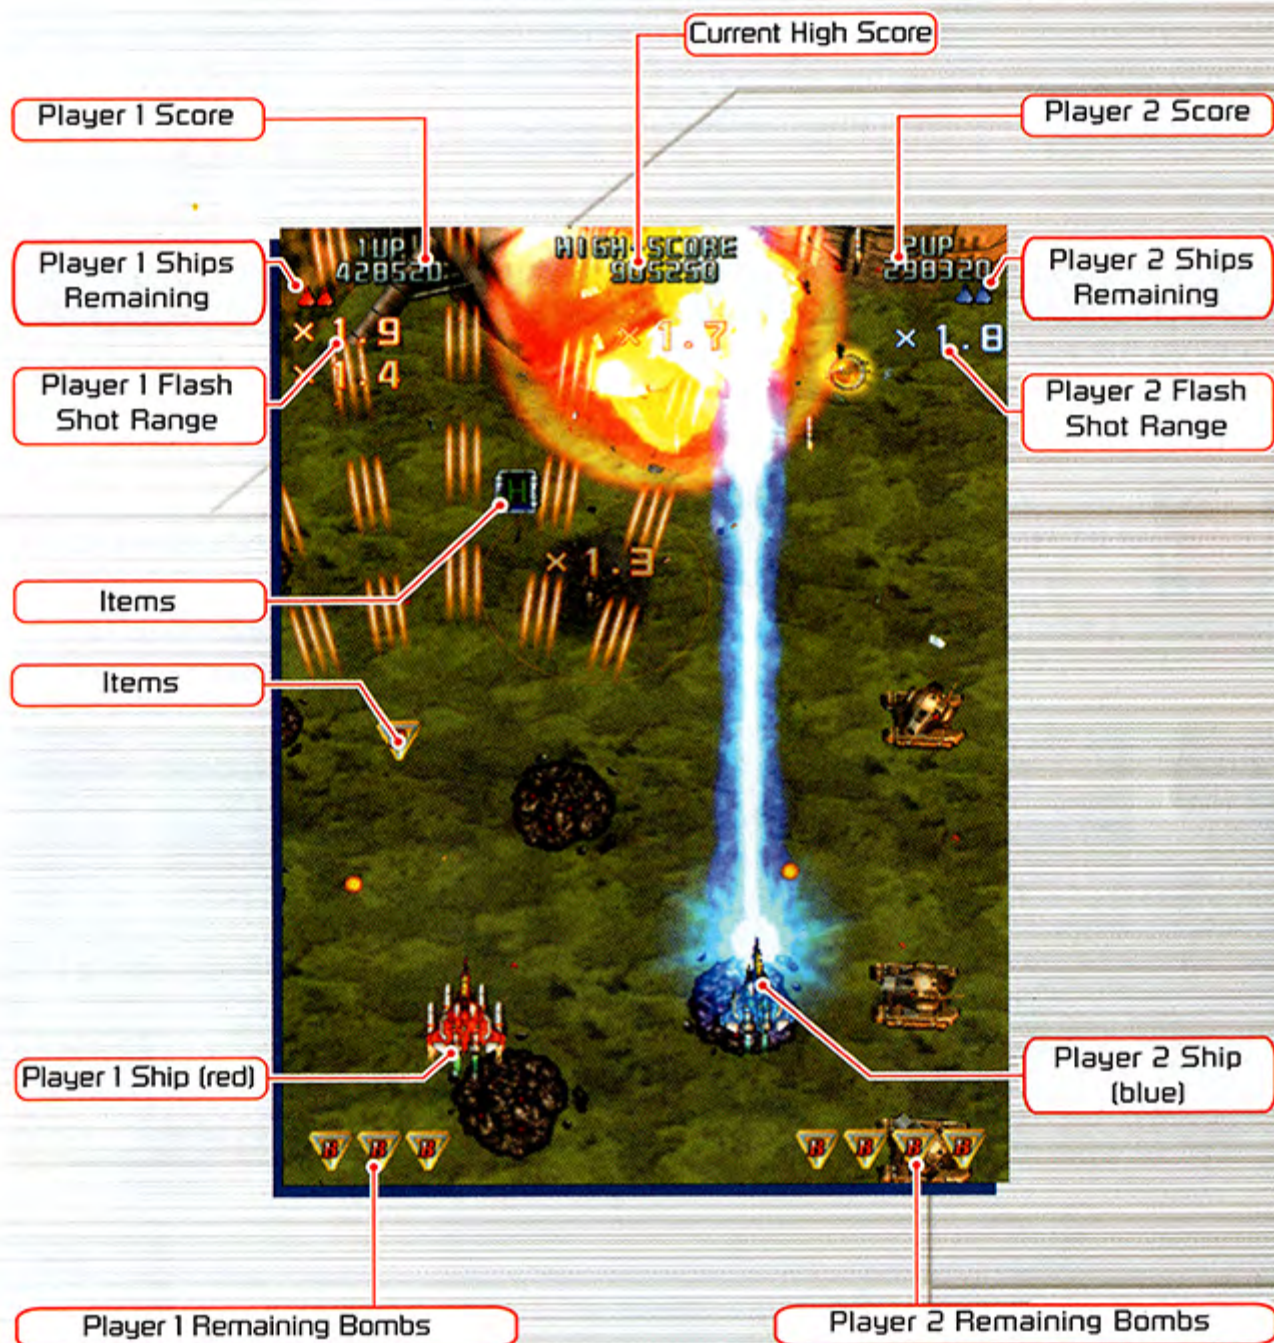 Current High Score
Player 1 Score
Player 2 Score
1UP
HIGH-SCORE
2UP
428520
985250
298320
Player 1 Ships
Remaining
Player 2 Ships
Remaining
× 1.9
× 1.7
× 1.8
× 1.4
Player 1 Flash
Shot Range
Player 2 Flash
Shot Range
H
× 1.3
Items
Items
Player 1 Ship (red)
Player 2 Ship
(blue)
B B B
B B B B
Player 1 Remaining Bombs
Player 2 Remaining Bombs